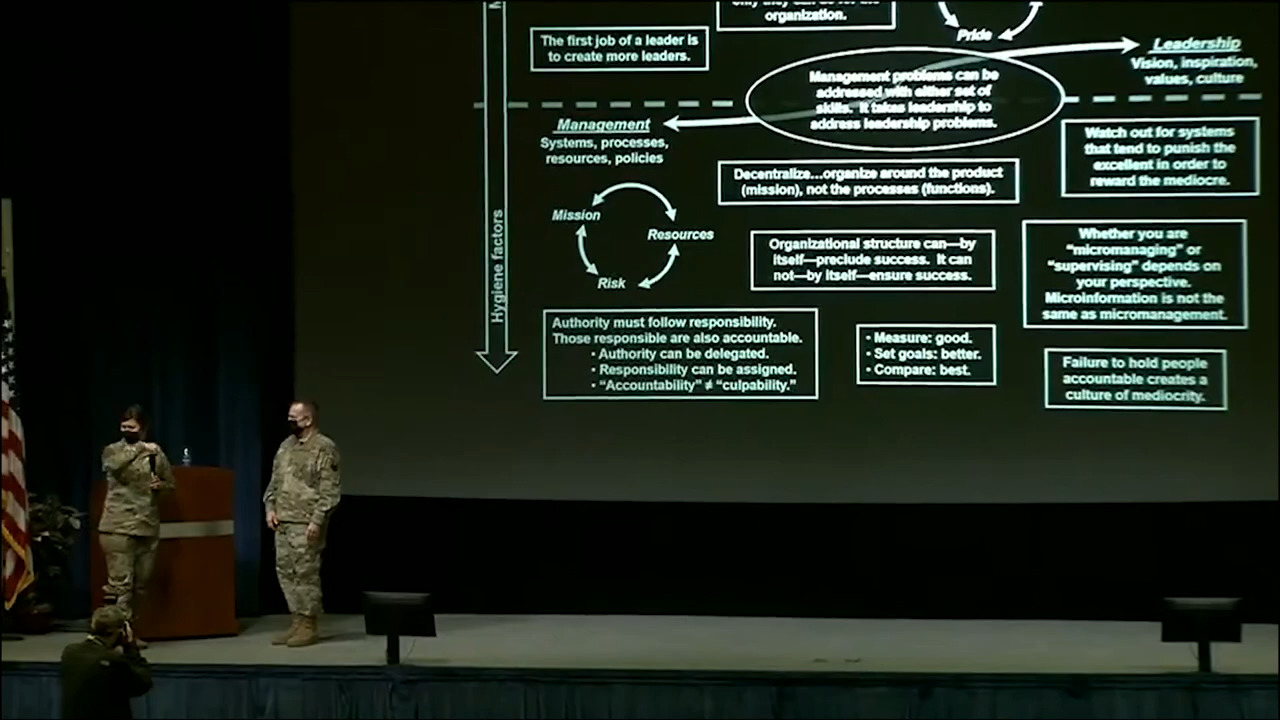 only they can do for the
organization.
Pride
The first job of a leader is
to create more leaders.
Leadership
Vision, inspiration,
values, culture
Management problems can be
addressed with either set of
skills. It takes leadership to
address leadership problems.
Management
Systems, processes,
resources, policies
Watch out for systems
that tend to punish the
excellent in order to
reward the mediocre.
Decentralize…organize around the product
(mission), not the processes (functions).
Mission
Resources
Risk
Hygiene factors
Organizational structure can—by
itself—preclude success. It can
not—by itself—ensure success.
Whether you are
"micromanaging" or
"supervising" depends on
your perspective.
Microinformation is not the
same as micromanagement.
Authority must follow responsibility.
Those responsible are also accountable.
• Authority can be delegated.
• Responsibility can be assigned.
• "Accountability" ≠ "culpability."
• Measure: good.
• Set goals: better.
• Compare: best.
Failure to hold people
accountable creates a
culture of mediocrity.